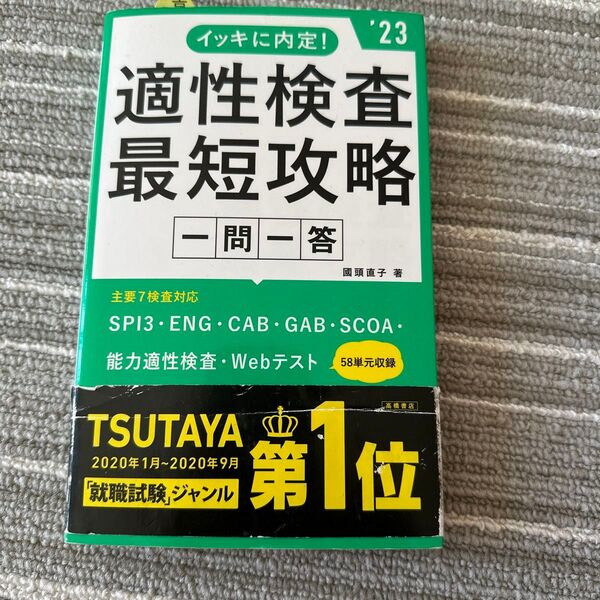 イッキに内定!
'23
適性検査
最短攻略
一問一答
國頭直子 著
主要7検査対応
SPI3・ENG・CAB・GAB・SCOA・
能力適性検査・Webテスト
58単元収録
高橋書店
TSUTAYA
2020年1月~2020年9月
「就職試験」ジャンル
第1位